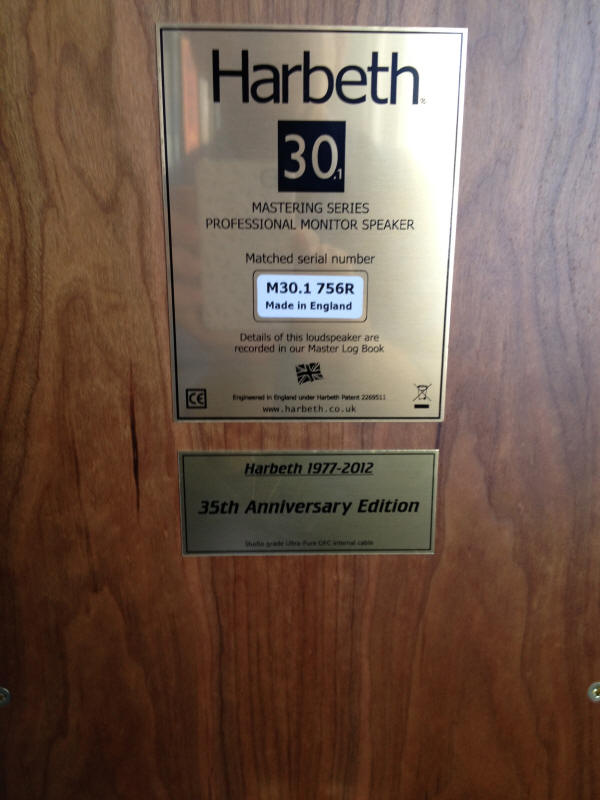 Harbeth
30.1
MASTERING SERIES
PROFESSIONAL MONITOR SPEAKER
Matched serial number
M30.1 756R
Made in England
Details of this loudspeaker are
recorded in our Master Log Book
CE
Engineered in England under Harbeth Patent 2269511
www.harbeth.co.uk
Harbeth 1977-2012
35th Anniversary Edition
Studio grade Ultra-Pure OFC internal cable